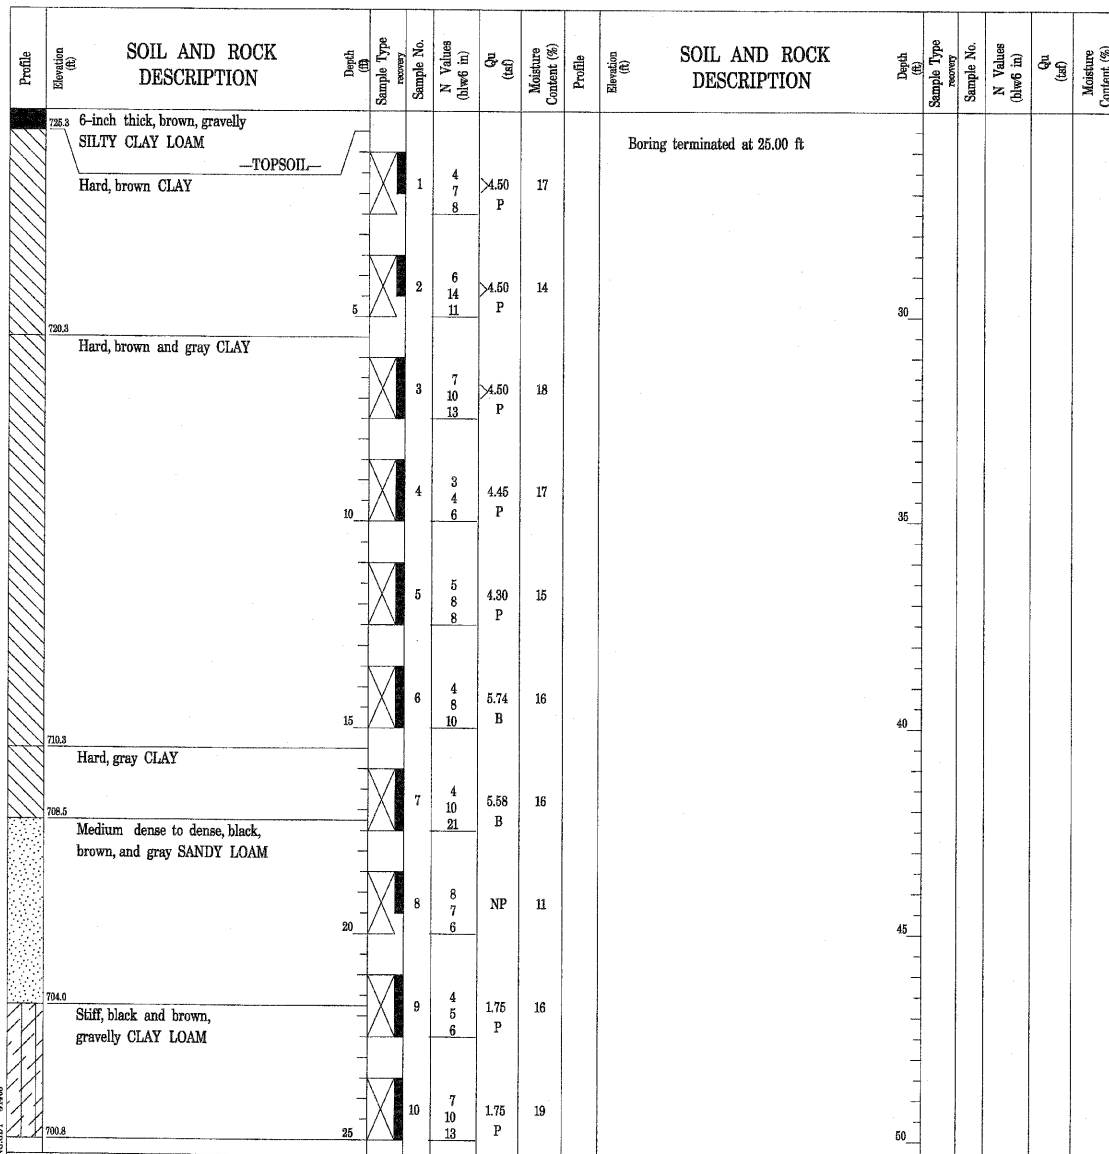 Profile
Elevation (ft)
SOIL AND ROCK
DESCRIPTION
Depth (ft)
Sample Type
recovery
Sample No.
N Values
(blw/6 in)
Qu
(tsf)
Moisture
Content (%)
Profile
Elevation (ft)
SOIL AND ROCK
DESCRIPTION
Depth (ft)
Sample Type
recovery
Sample No.
N Values
(blw/6 in)
Qu
(tsf)
Moisture
Content (%)
725.3 6-inch thick, brown, gravelly
SILTY CLAY LOAM
—TOPSOIL—
Hard, brown CLAY
1 4 7 8 >4.50 P 17
2 6 14 11 >4.50 P 14
5
720.3
Hard, brown and gray CLAY
3 7 10 13 >4.50 P 18
4 3 4 6 4.45 P 17
10
5 5 8 8 4.30 P 15
6 4 8 10 5.74 B 16
15
710.3
Hard, gray CLAY
7 4 10 21 5.58 B 16
708.5
Medium dense to dense, black,
brown, and gray SANDY LOAM
8 8 7 6 NP 11
20
704.0
Stiff, black and brown,
gravelly CLAY LOAM
9 4 5 6 1.75 P 16
10 7 10 13 1.75 P 19
700.8
25
Boring terminated at 25.00 ft
30
35
40
45
50